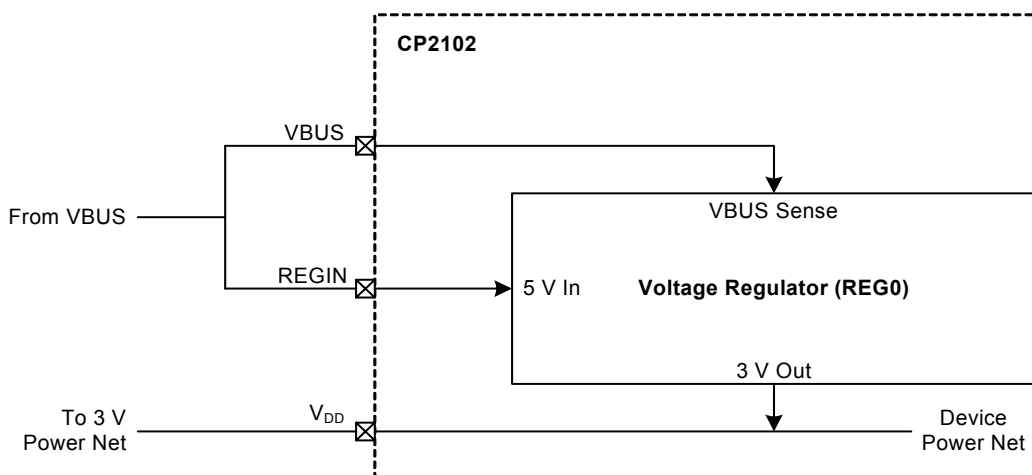 CP2102
VBUS
From VBUS
VBUS Sense
REGIN
5 V In
Voltage Regulator (REG0)
3 V Out
To 3 V
Power Net
VDD
Device
Power Net